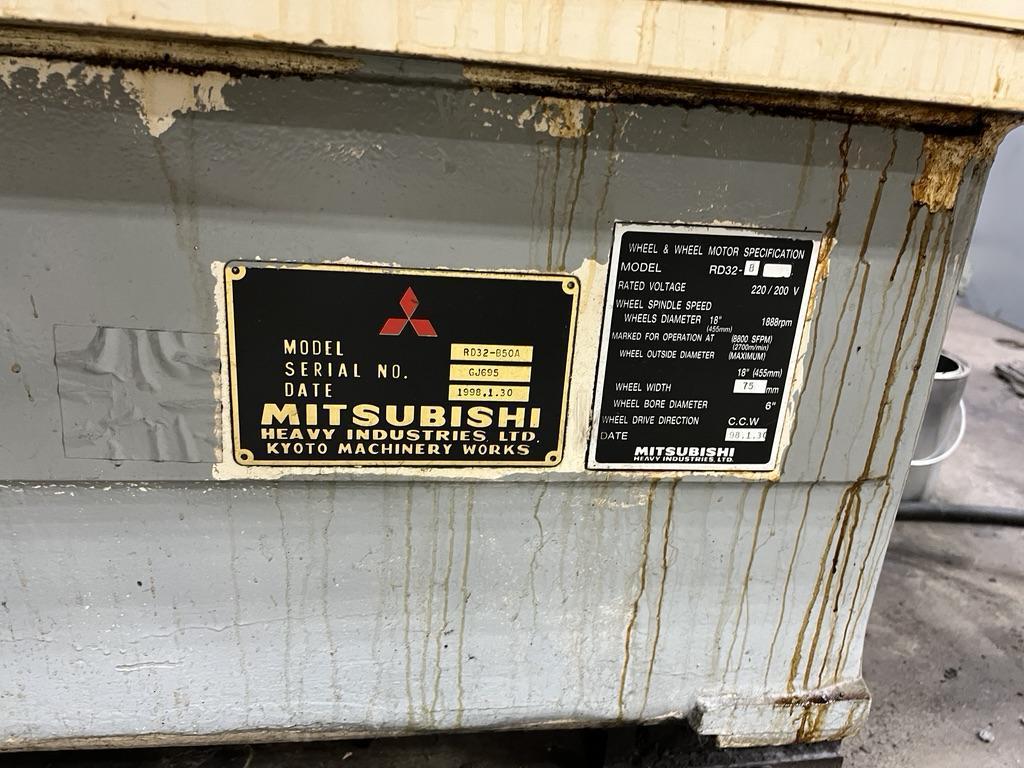 MODEL RD32-B50A
SERIAL NO. GJ695
DATE 1998.1.30
MITSUBISHI
HEAVY INDUSTRIES, LTD.
KYOTO MACHINERY WORKS
WHEEL & WHEEL MOTOR SPECIFICATION
MODEL RD32-B
RATED VOLTAGE 220/200 V
WHEEL SPINDLE SPEED
WHEELS DIAMETER 18" 1888rpm
(455mm)
MARKED FOR OPERATION AT (8800 SFPM)
(2700m/min)
WHEEL OUTSIDE DIAMETER (MAXIMUM)
18" (455mm)
WHEEL WIDTH 75 mm
WHEEL BORE DIAMETER 6"
WHEEL DRIVE DIRECTION C.C.W
DATE 98.1.30
MITSUBISHI
HEAVY INDUSTRIES, LTD.